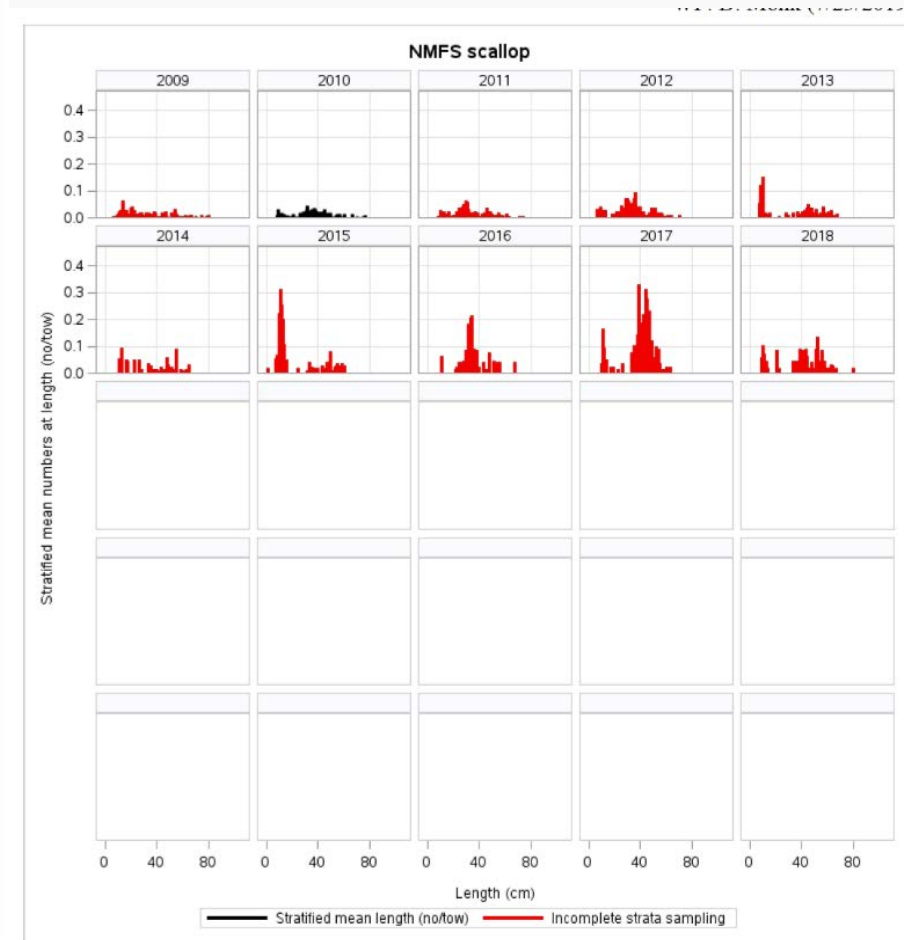 NMFS scallop
2009 2010 2011 2012 2013
0.4
0.3
0.2
0.1
0.0
2014 2015 2016 2017 2018
0.4
0.3
0.2
0.1
0.0
Stratified mean numbers at length (no/tow)
0 40 80 0 40 80 0 40 80 0 40 80 0 40 80
Length (cm)
Stratified mean length (no/tow) Incomplete strata sampling